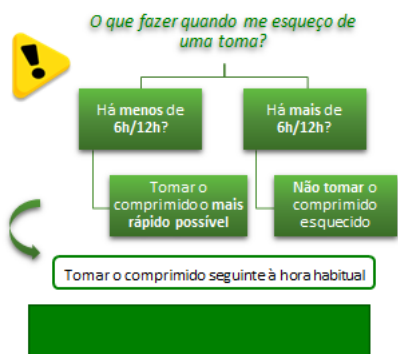 O que fazer quando me esqueço de
uma toma?
Há menos de
6h/12h?
Há mais de
6h/12h?
Tomar o
comprimido o mais
rápido possível
Não tomar o
comprimido
esquecido
Tomar o comprimido seguinte à hora habitual